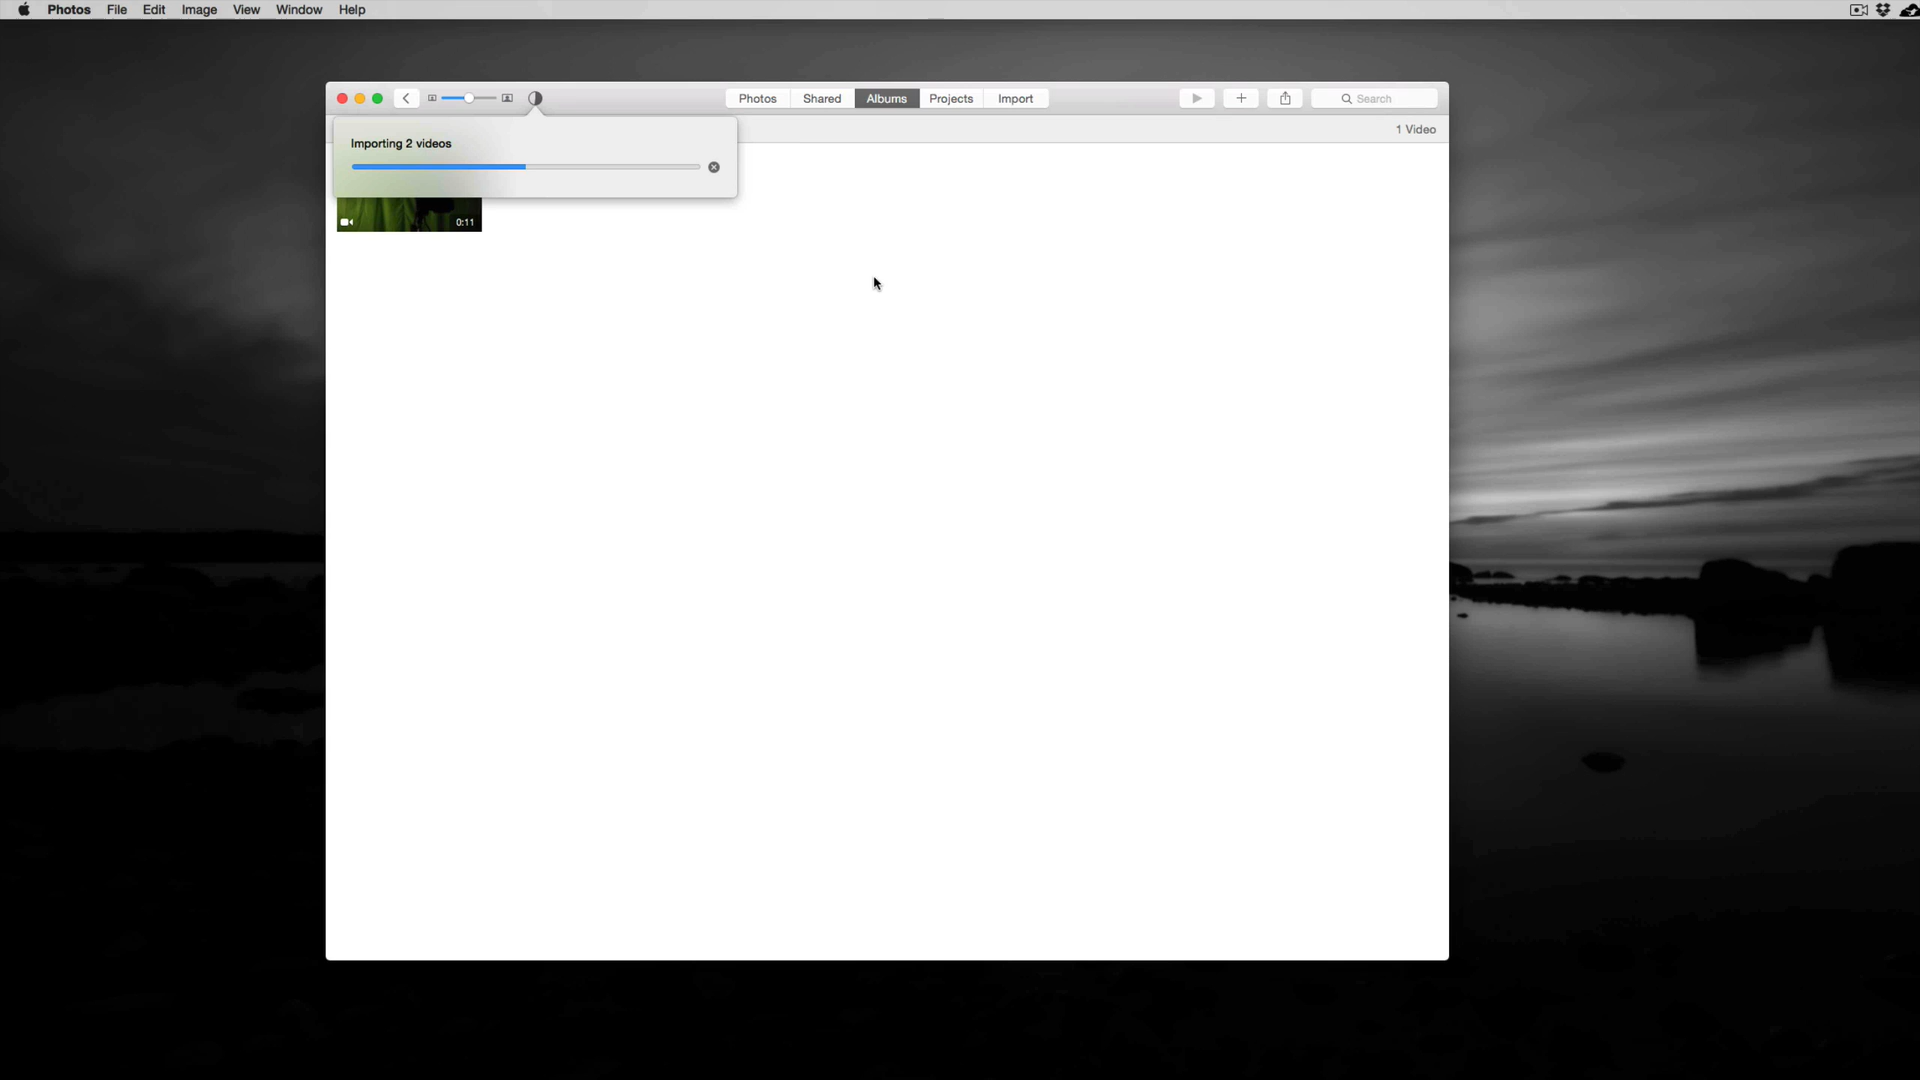 Photos File Edit Image View Window Help
Photos Shared Albums Projects Import
Search
1 Video
Importing 2 videos
0:11